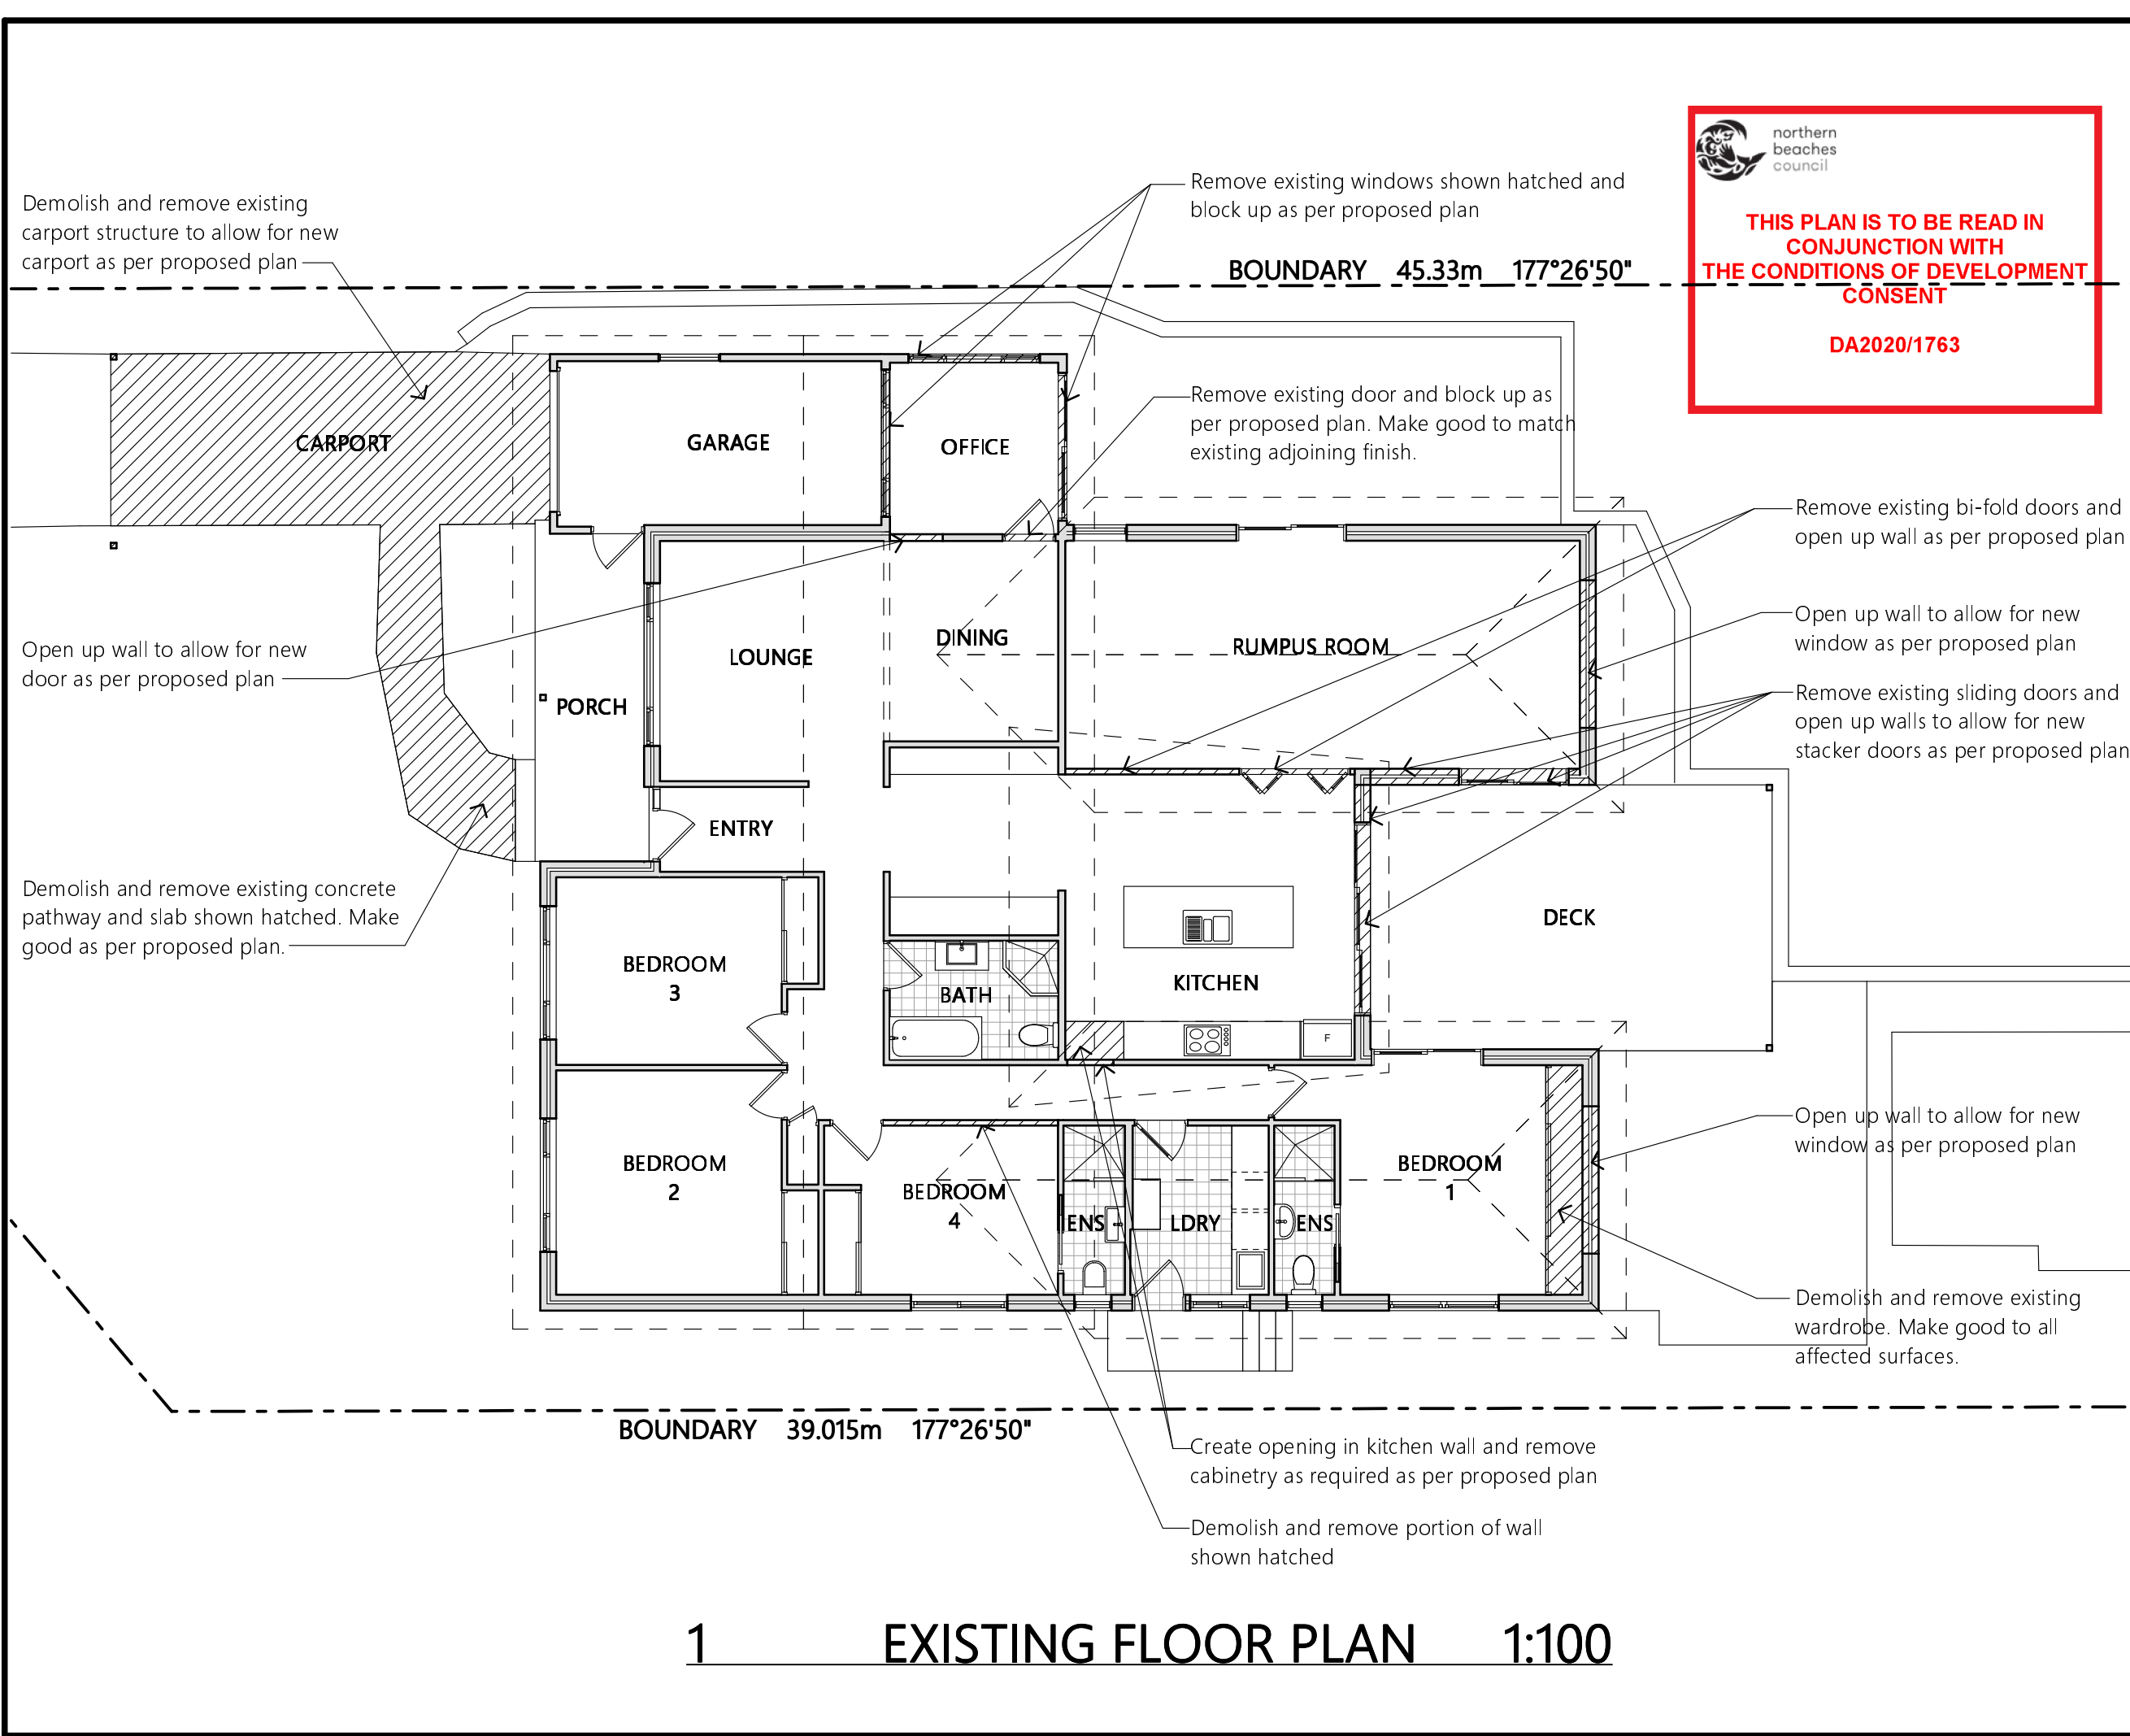 northern
beaches
council
THIS PLAN IS TO BE READ IN
CONJUNCTION WITH
THE CONDITIONS OF DEVELOPMENT
CONSENT
DA2020/1763
Remove existing windows shown hatched and
block up as per proposed plan
Demolish and remove existing
carport structure to allow for new
carport as per proposed plan
BOUNDARY 45.33m 177°26'50"
Remove existing door and block up as
per proposed plan. Make good to match
existing adjoining finish.
CARPORT
GARAGE
OFFICE
Remove existing bi-fold doors and
open up wall as per proposed plan
Open up wall to allow for new
window as per proposed plan
Open up wall to allow for new
door as per proposed plan
LOUNGE
DINING
RUMPUS ROOM
PORCH
Remove existing sliding doors and
open up walls to allow for new
stacker doors as per proposed plan
ENTRY
Demolish and remove existing concrete
pathway and slab shown hatched. Make
good as per proposed plan.
DECK
BEDROOM
3
BATH
KITCHEN
F
Open up wall to allow for new
window as per proposed plan
BEDROOM
2
BEDROOM
4
ENS
LDRY
ENS
BEDROOM
1
Demolish and remove existing
wardrobe. Make good to all
affected surfaces.
BOUNDARY 39.015m 177°26'50"
Create opening in kitchen wall and remove
cabinetry as required as per proposed plan
Demolish and remove portion of wall
shown hatched
1 EXISTING FLOOR PLAN 1:100